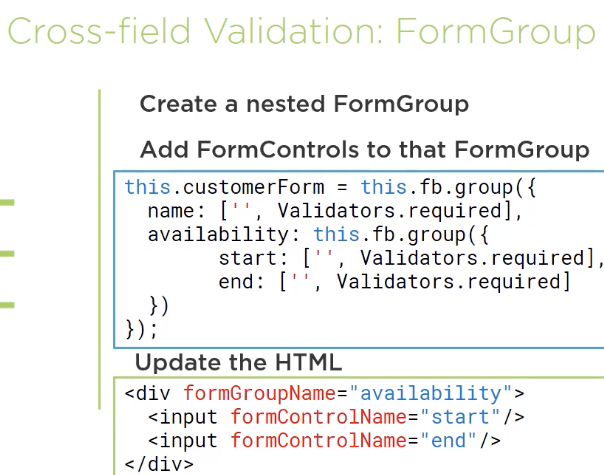 Cross-field Validation: FormGroup
Create a nested FormGroup
Add FormControls to that FormGroup
this.customerForm = this.fb.group({
  name: ['', Validators.required],
  availability: this.fb.group({
        start: ['', Validators.required],
        end: ['', Validators.required]
  })
});
Update the HTML
<div formGroupName="availability">
  <input formControlName="start"/>
  <input formControlName="end"/>
</div>